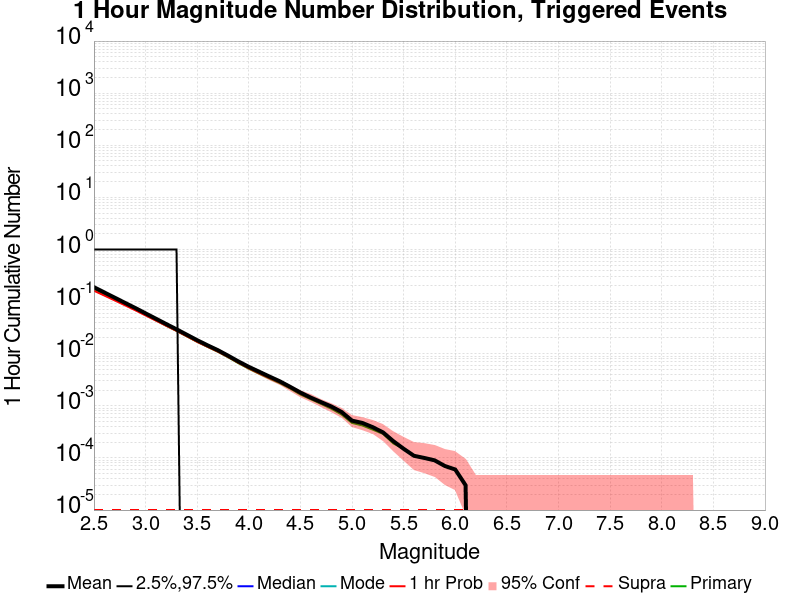 1 Hour Magnitude Number Distribution, Triggered Events
1 Hour Cumulative Number
10^4
10^3
10^2
10^1
10^0
10^-1
10^-2
10^-3
10^-4
10^-5
2.5 3.0 3.5 4.0 4.5 5.0 5.5 6.0 6.5 7.0 7.5 8.0 8.5 9.0
Magnitude
Mean 2.5%,97.5% Median Mode 1 hr Prob 95% Conf Supra Primary